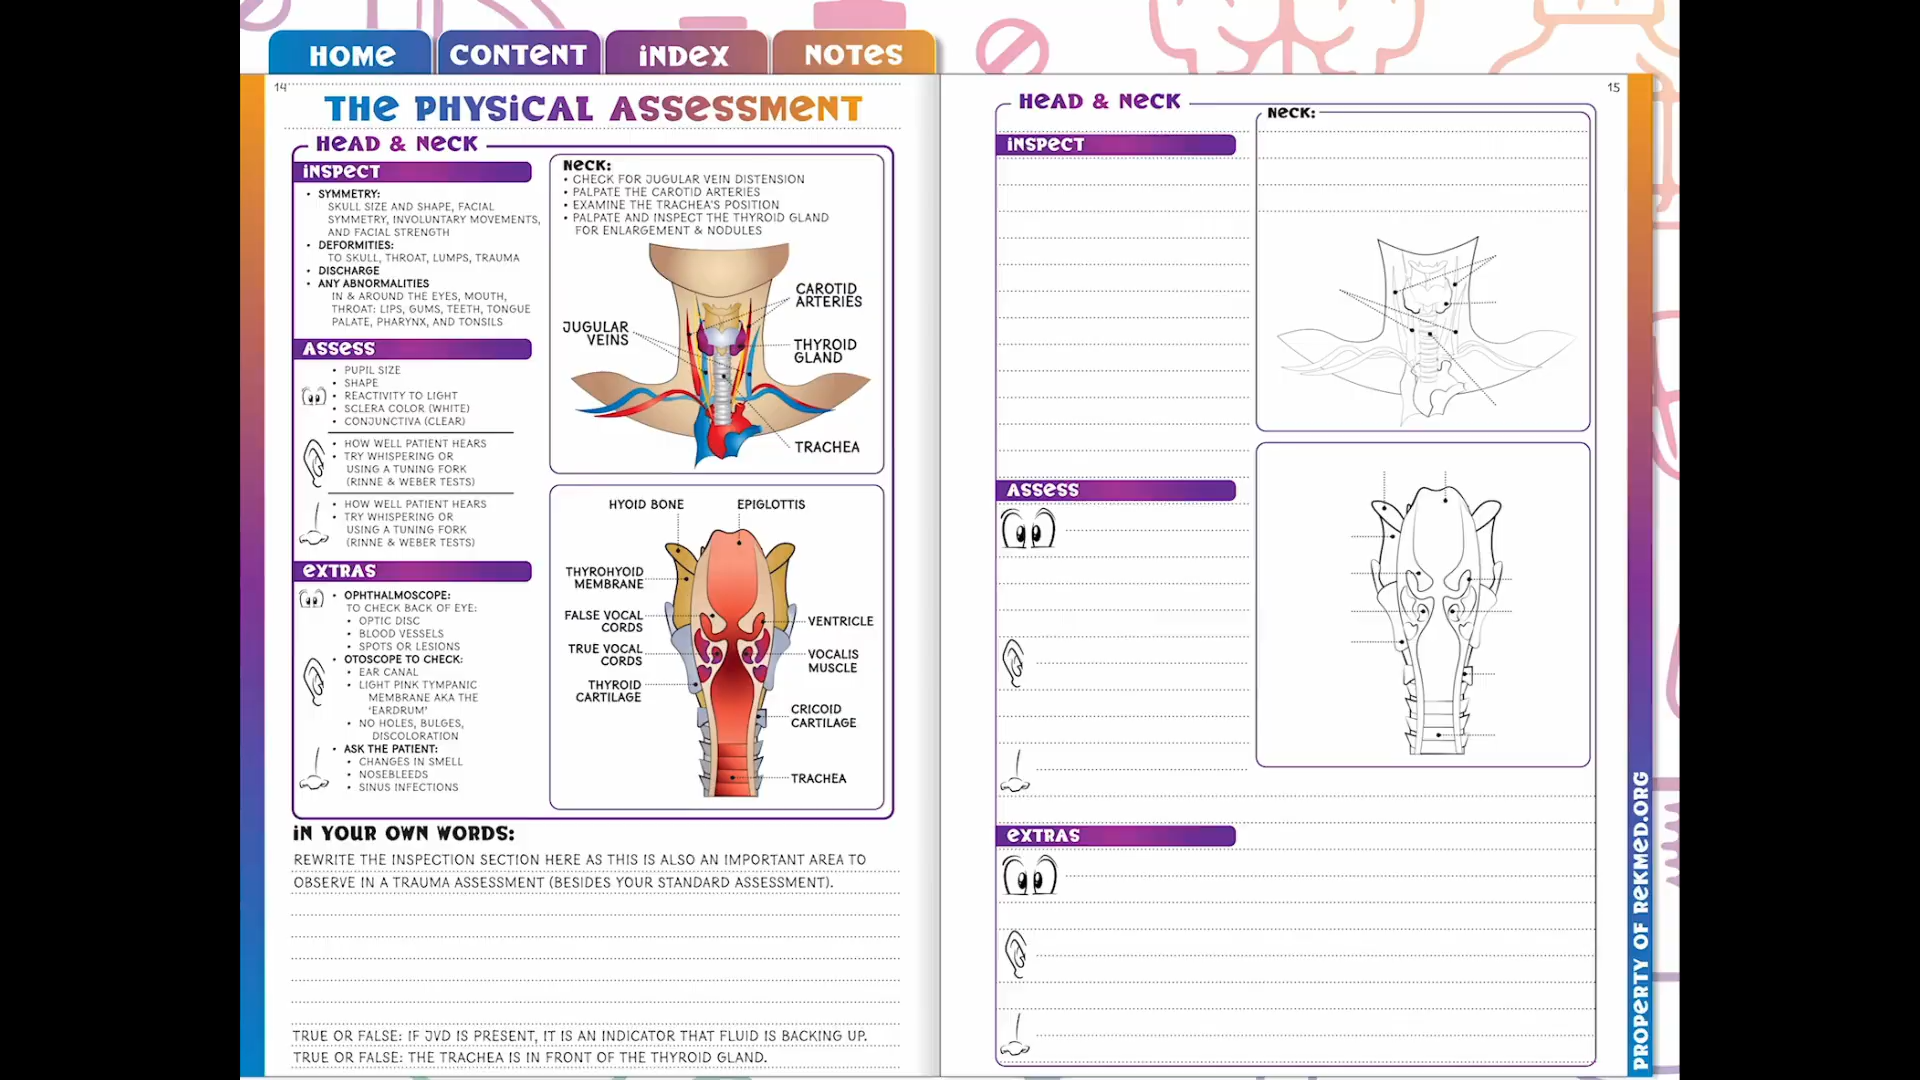 HOME
CONTENT
INDEX
NOTES
14
THE PHYSICAL ASSESSMENT
HEAD & NECK
INSPECT
• SYMMETRY:
SKULL SIZE AND SHAPE, FACIAL
SYMMETRY, INVOLUNTARY MOVEMENTS,
AND FACIAL STRENGTH
• DEFORMITIES:
TO SKULL, THROAT, LUMPS, TRAUMA
• DISCHARGE
• ANY ABNORMALITIES
IN & AROUND THE EYES, MOUTH,
THROAT: LIPS, GUMS, TEETH, TONGUE
PALATE, PHARYNX, AND TONSILS
ASSESS
• PUPIL SIZE
• SHAPE
• REACTIVITY TO LIGHT
• SCLERA COLOR (WHITE)
• CONJUNCTIVA (CLEAR)
• HOW WELL PATIENT HEARS
• TRY WHISPERING OR
USING A TUNING FORK
(RINNE & WEBER TESTS)
• HOW WELL PATIENT HEARS
• TRY WHISPERING OR
USING A TUNING FORK
(RINNE & WEBER TESTS)
EXTRAS
• OPHTHALMOSCOPE:
TO CHECK BACK OF EYE:
• OPTIC DISC
• BLOOD VESSELS
• SPOTS OR LESIONS
• OTOSCOPE TO CHECK:
• EAR CANAL
• LIGHT PINK TYMPANIC
MEMBRANE AKA THE
'EARDRUM'
• NO HOLES, BULGES,
DISCOLORATION
• ASK THE PATIENT:
• CHANGES IN SMELL
• NOSEBLEEDS
• SINUS INFECTIONS
NECK:
• CHECK FOR JUGULAR VEIN DISTENSION
• PALPATE THE CAROTID ARTERIES
• EXAMINE THE TRACHEA'S POSITION
• PALPATE AND INSPECT THE THYROID GLAND
FOR ENLARGEMENT & NODULES
CAROTID
ARTERIES
JUGULAR
VEINS
THYROID
GLAND
TRACHEA
HYOID BONE
EPIGLOTTIS
THYROHYOID
MEMBRANE
FALSE VOCAL
CORDS
VENTRICLE
TRUE VOCAL
CORDS
VOCALIS
MUSCLE
THYROID
CARTILAGE
CRICOID
CARTILAGE
TRACHEA
IN YOUR OWN WORDS:
REWRITE THE INSPECTION SECTION HERE AS THIS IS ALSO AN IMPORTANT AREA TO
OBSERVE IN A TRAUMA ASSESSMENT (BESIDES YOUR STANDARD ASSESSMENT).
TRUE OR FALSE: IF JVD IS PRESENT, IT IS AN INDICATOR THAT FLUID IS BACKING UP.
TRUE OR FALSE: THE TRACHEA IS IN FRONT OF THE THYROID GLAND.
15
HEAD & NECK
INSPECT
NECK:
ASSESS
EXTRAS
PROPERTY OF REKMED.ORG